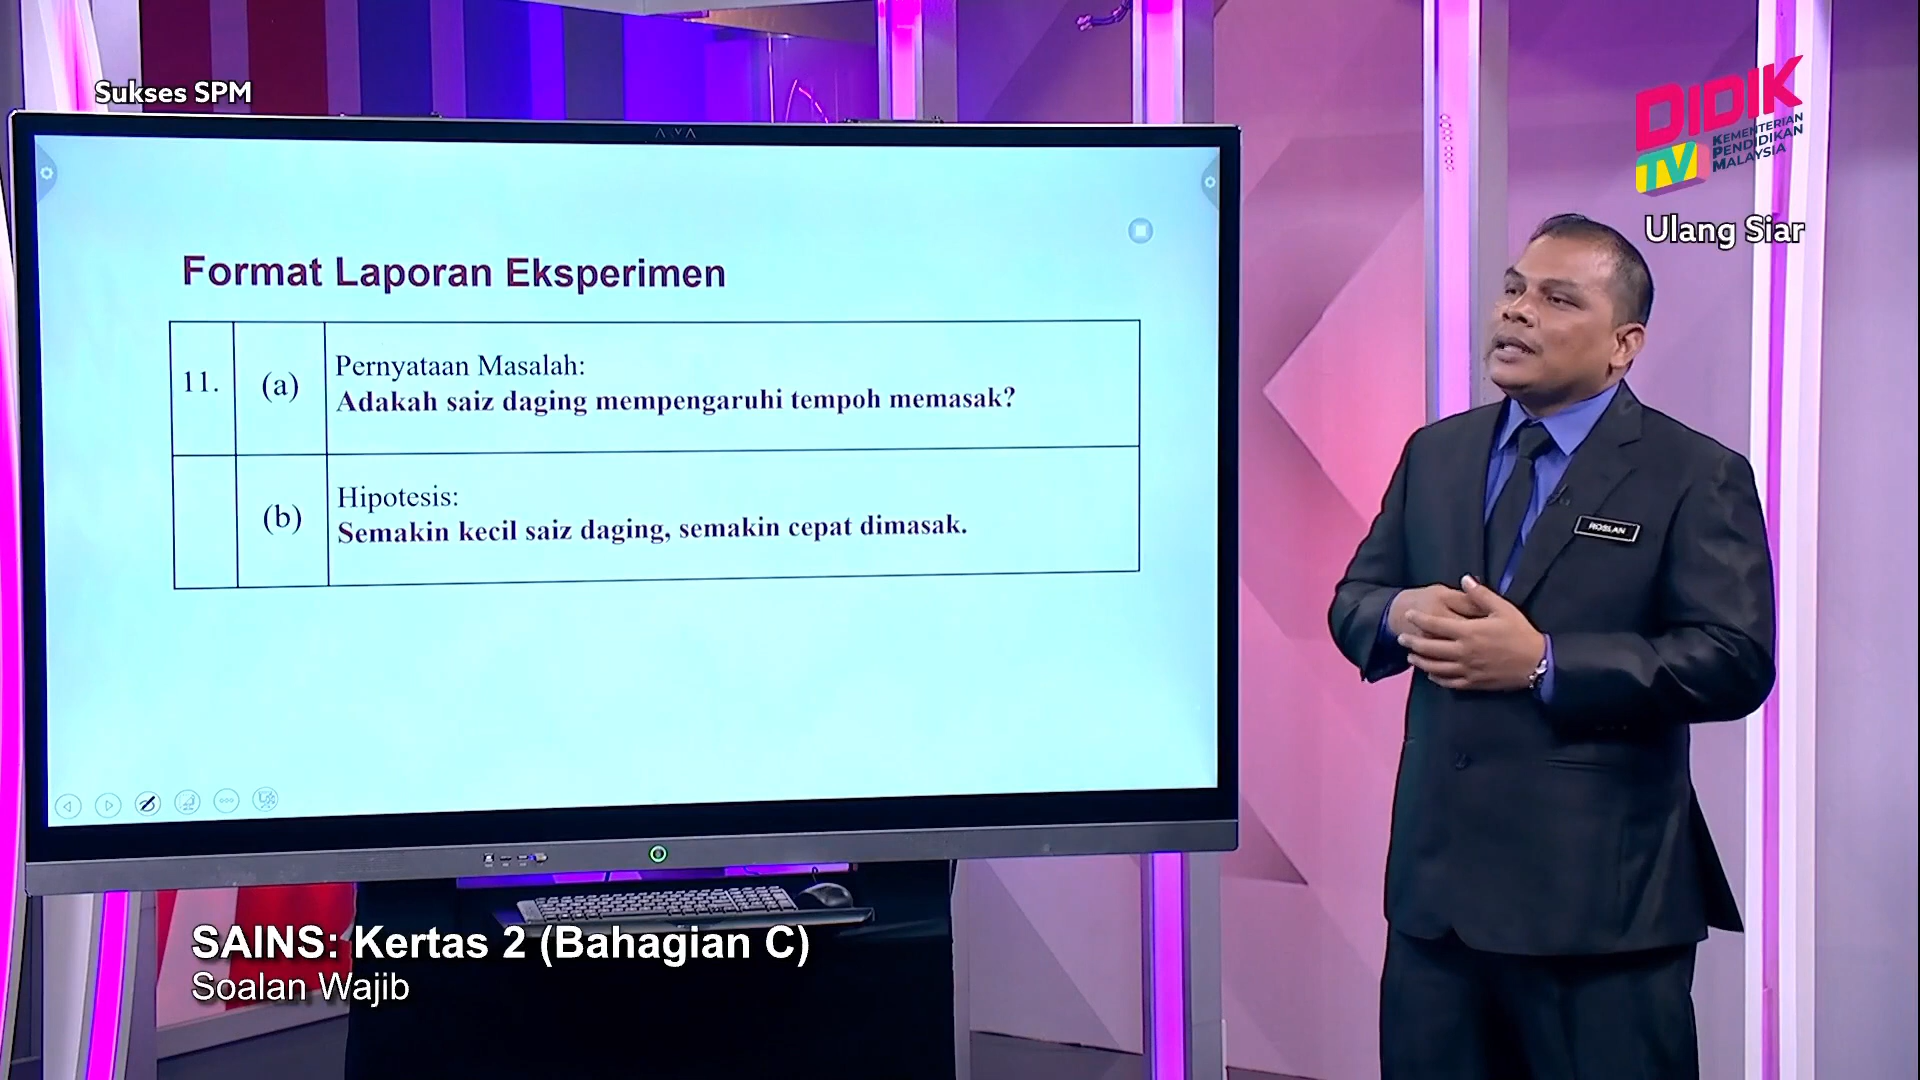 Sukses SPM
DIDIK
TV
KEMENTERIAN
PENDIDIKAN
MALAYSIA
Ulang Siar
Format Laporan Eksperimen
11.
(a)
Pernyataan Masalah:
Adakah saiz daging mempengaruhi tempoh memasak?
(b)
Hipotesis:
Semakin kecil saiz daging, semakin cepat dimasak.
ROSLAN
SAINS: Kertas 2 (Bahagian C)
Soalan Wajib